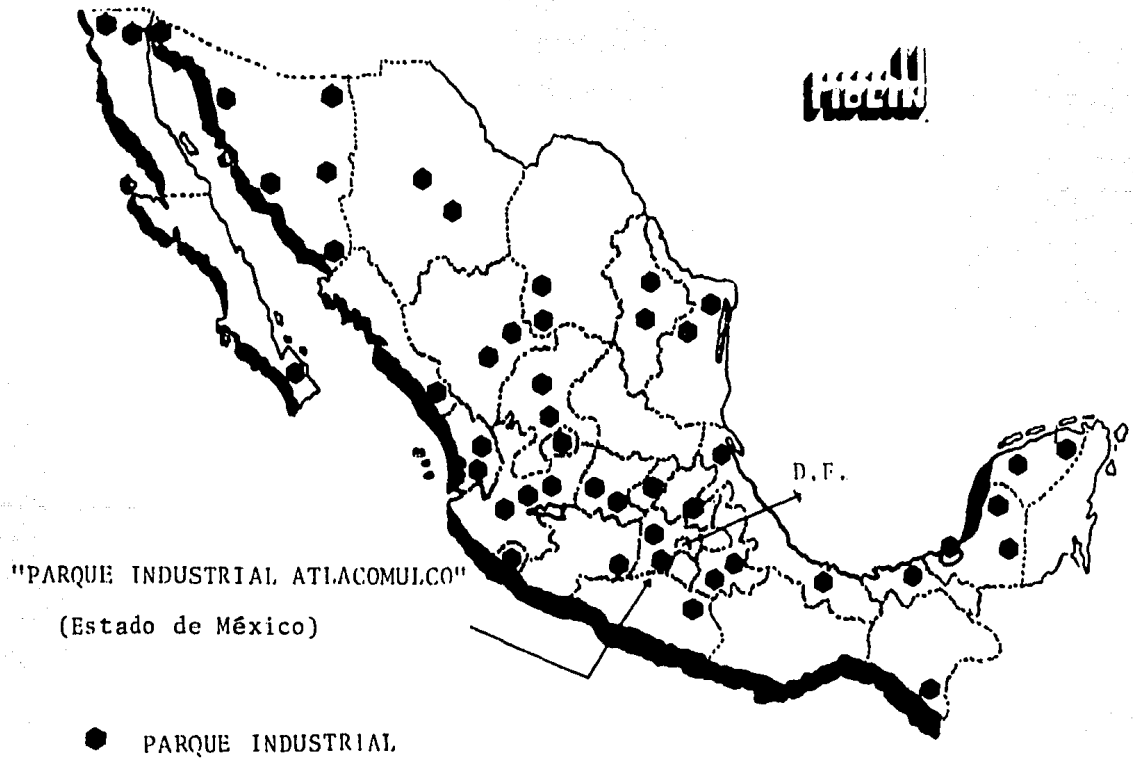 D.F.
"PARQUE INDUSTRIAL ATLACOMULCO"
(Estado de México)
PARQUE INDUSTRIAL